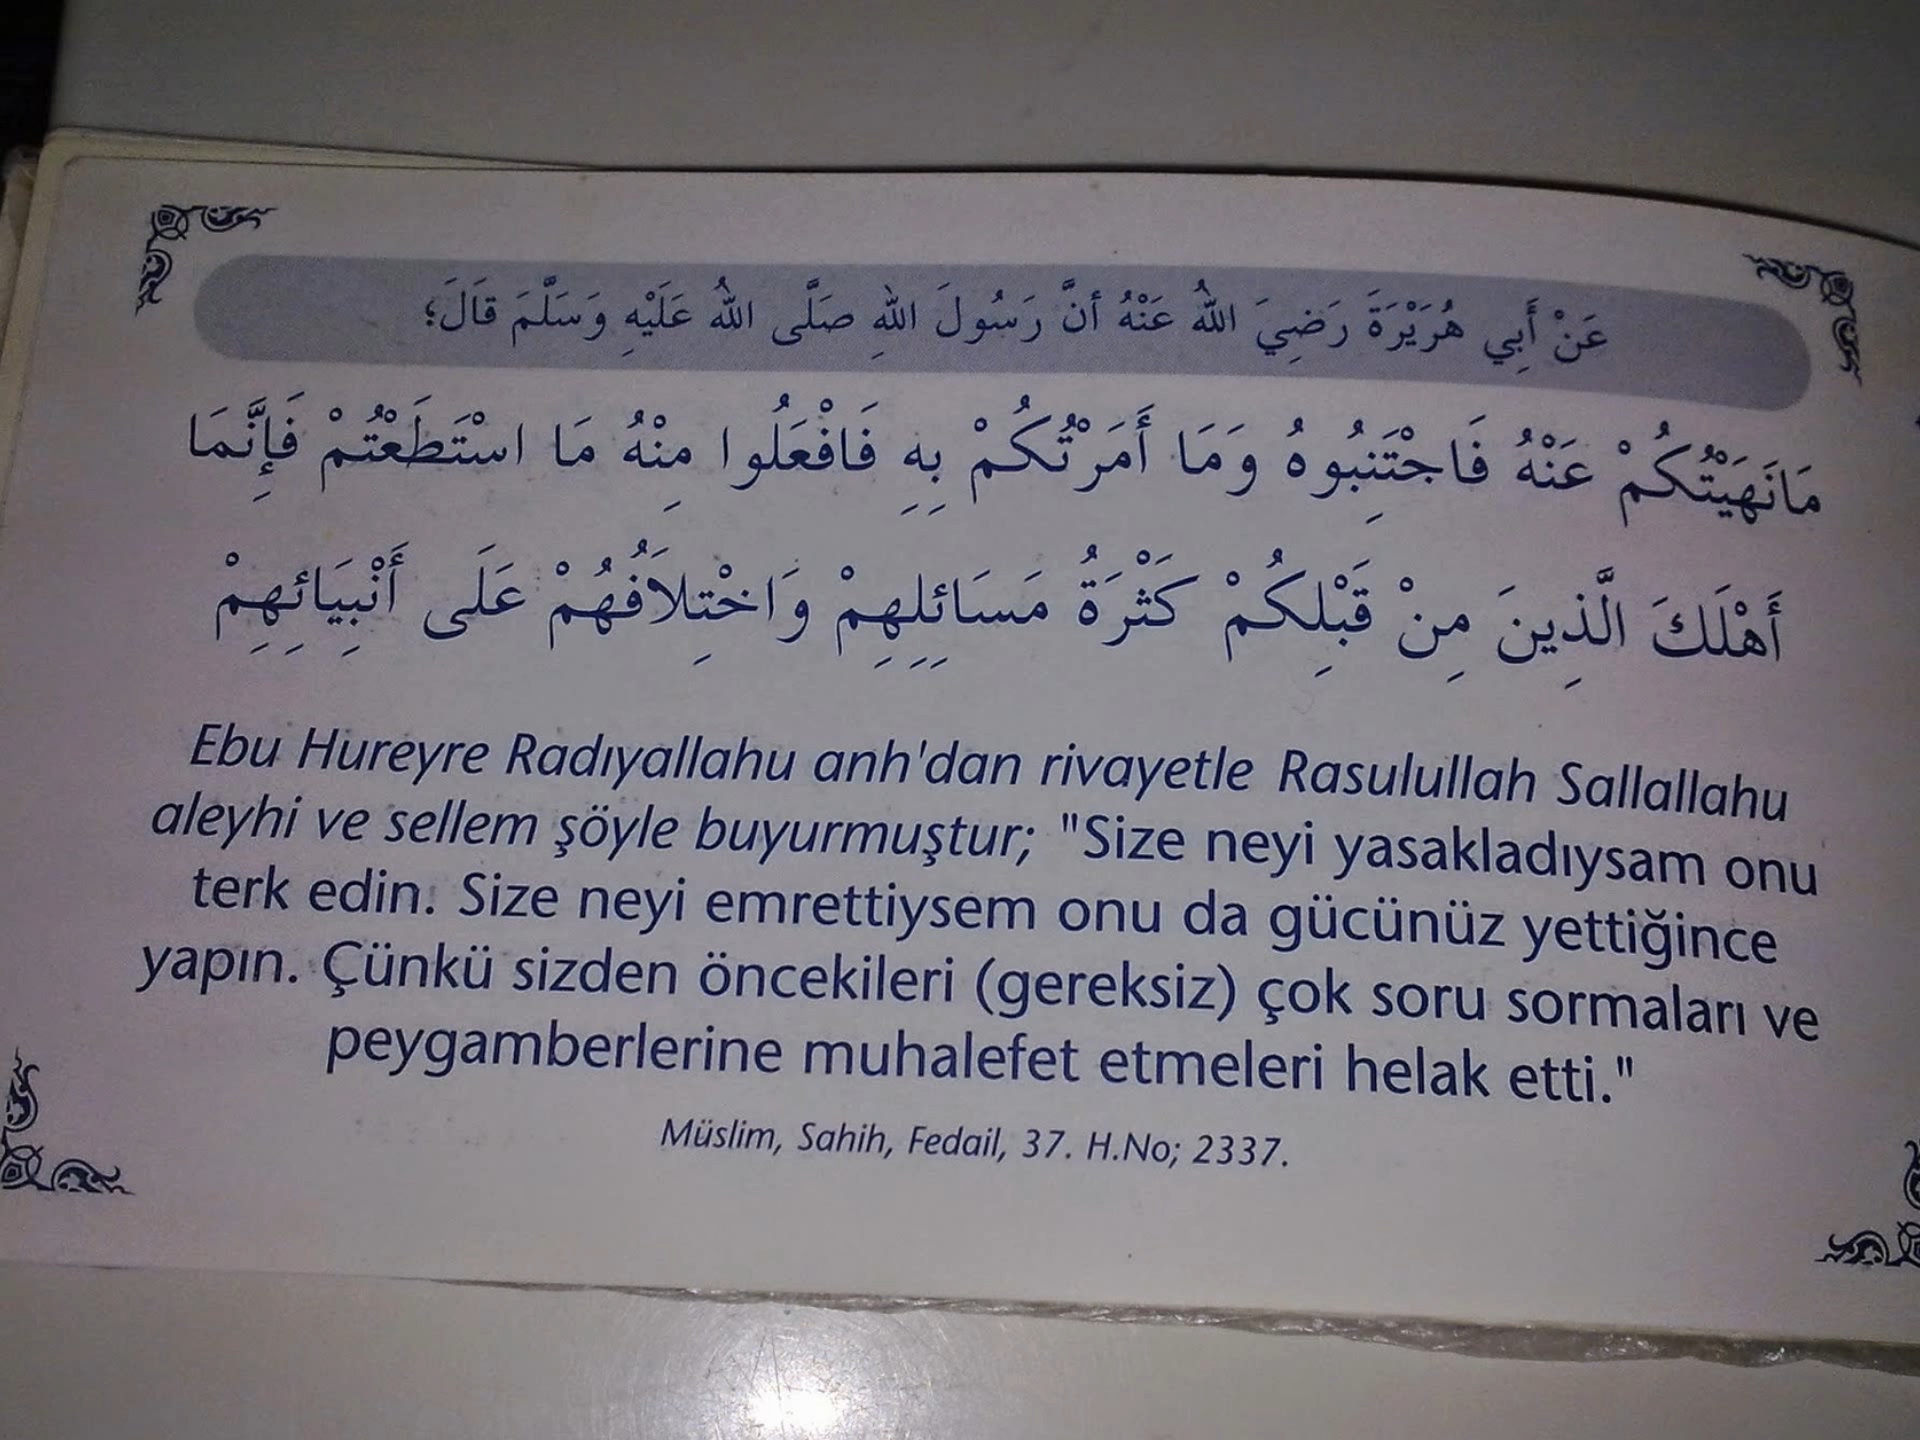 عَنْ أَبِي هُرَيْرَةَ رَضِيَ اللهُ عَنْهُ أنَّ رَسُولَ اللهِ صَلَّى اللهُ عَلَيْهِ وَسَلَّمَ قَالَ؛
مَانَهَيْتُكُمْ عَنْهُ فَاجْتَنِبُوهُ وَمَا أَمَرْتُكُمْ بِهِ فَافْعَلُوا مِنْهُ مَا اسْتَطَعْتُمْ فَإِنَّمَا
أَهْلَكَ الَّذِينَ مِنْ قَبْلِكُمْ كَثْرَةُ مَسَائِلِهِمْ وَاخْتِلاَفُهُمْ عَلَى أَنْبِيَائِهِمْ
Ebu Hureyre Radıyallahu anh'dan rivayetle Rasulullah Sallallahu
aleyhi ve sellem şöyle buyurmuştur; "Size neyi yasakladıysam onu
terk edin. Size neyi emrettiysem onu da gücünüz yettiğince
yapın. Çünkü sizden öncekileri (gereksiz) çok soru sormaları ve
peygamberlerine muhalefet etmeleri helak etti."
Müslim, Sahih, Fedail, 37. H.No; 2337.